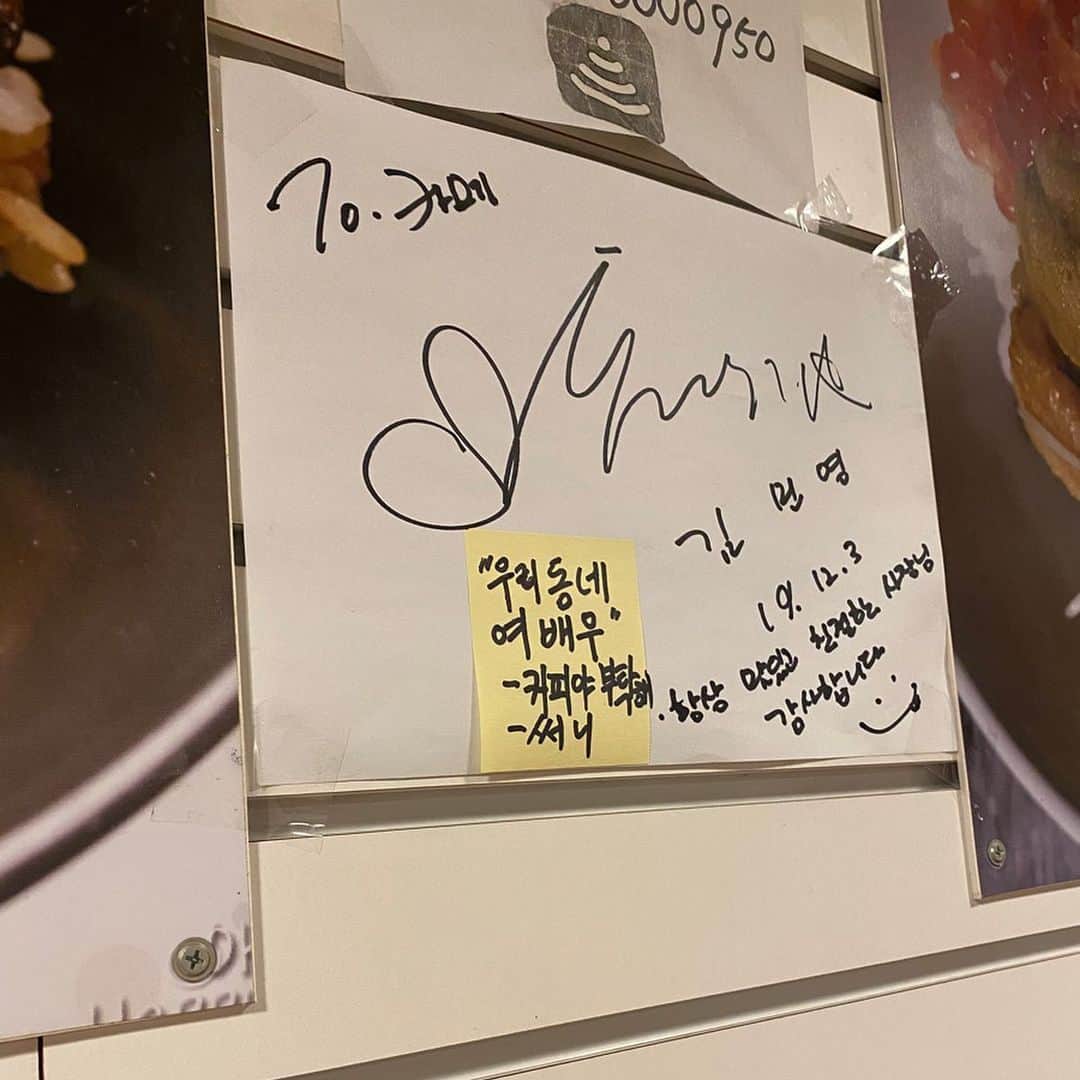 0000950
To. 카메
김 민 영
19. 12. 3
항상 맛있고 친절한 사장님
감사합니다
"우리동네
여배우"
-커피야 부탁해
-써니